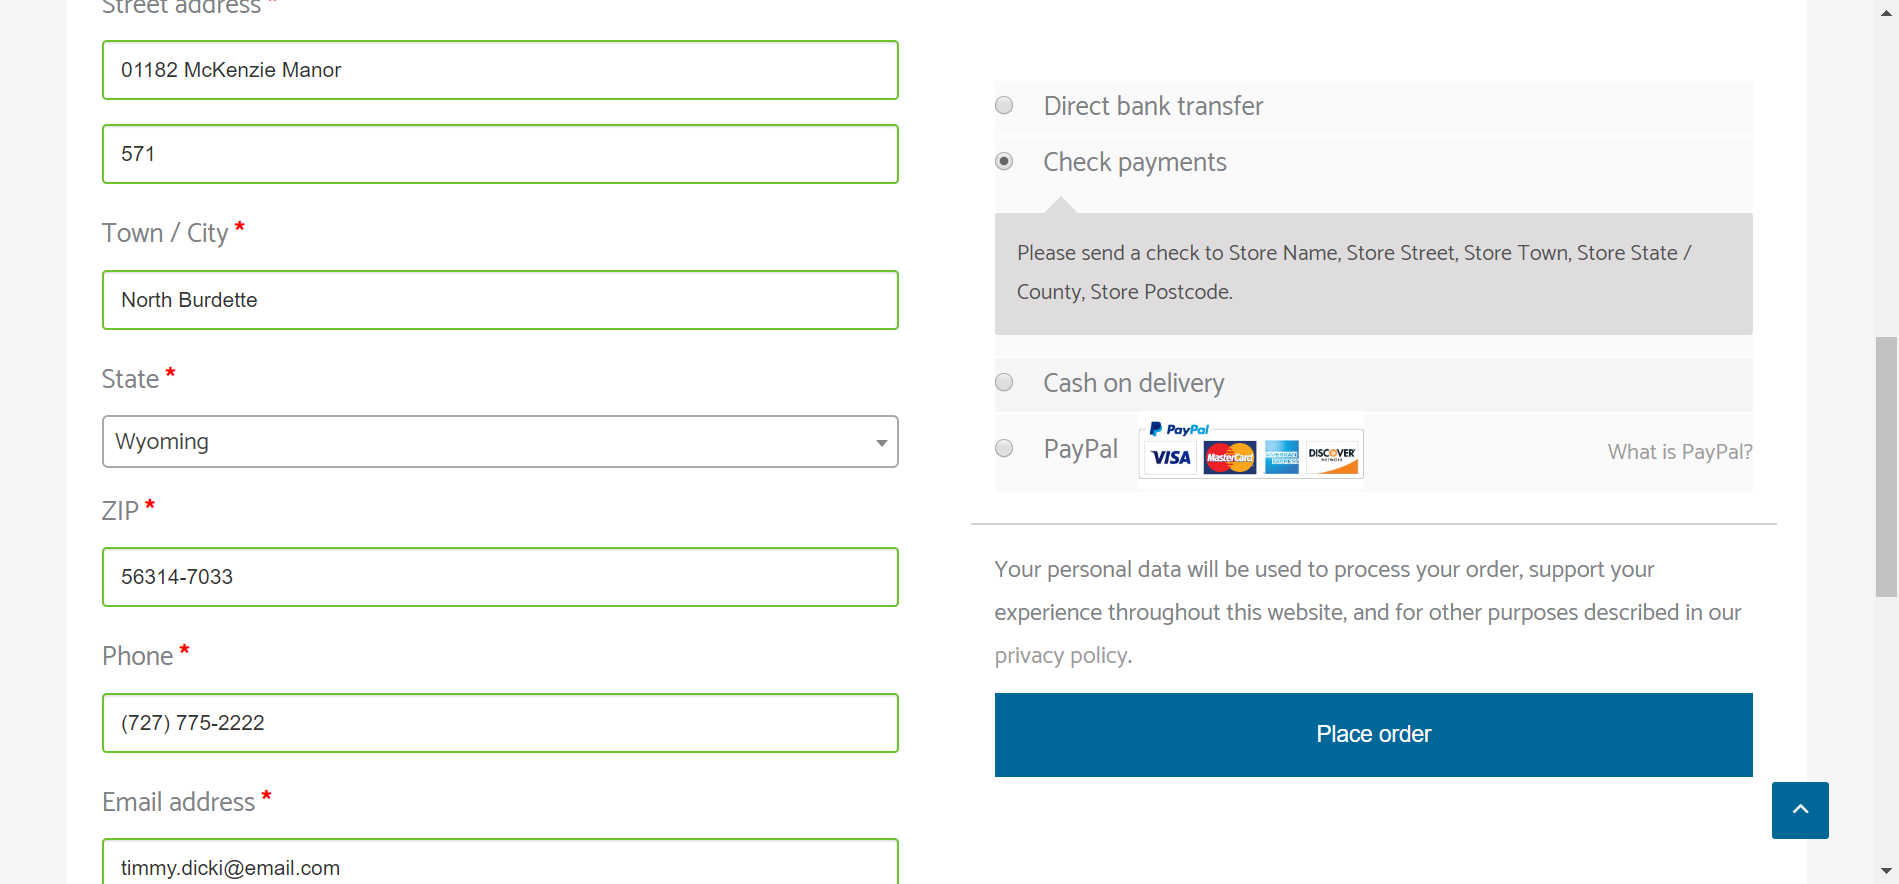 Street address *
01182 McKenzie Manor
571
Town / City *
North Burdette
State *
Wyoming
ZIP *
56314-7033
Phone *
(727) 775-2222
Email address *
timmy.dicki@email.com
Direct bank transfer
Check payments
Please send a check to Store Name, Store Street, Store Town, Store State /
County, Store Postcode.
Cash on delivery
PayPal
PayPal
VISA MasterCard AMERICAN EXPRESS DISCOVER NETWORK
What is PayPal?
Your personal data will be used to process your order, support your
experience throughout this website, and for other purposes described in our
privacy policy.
Place order